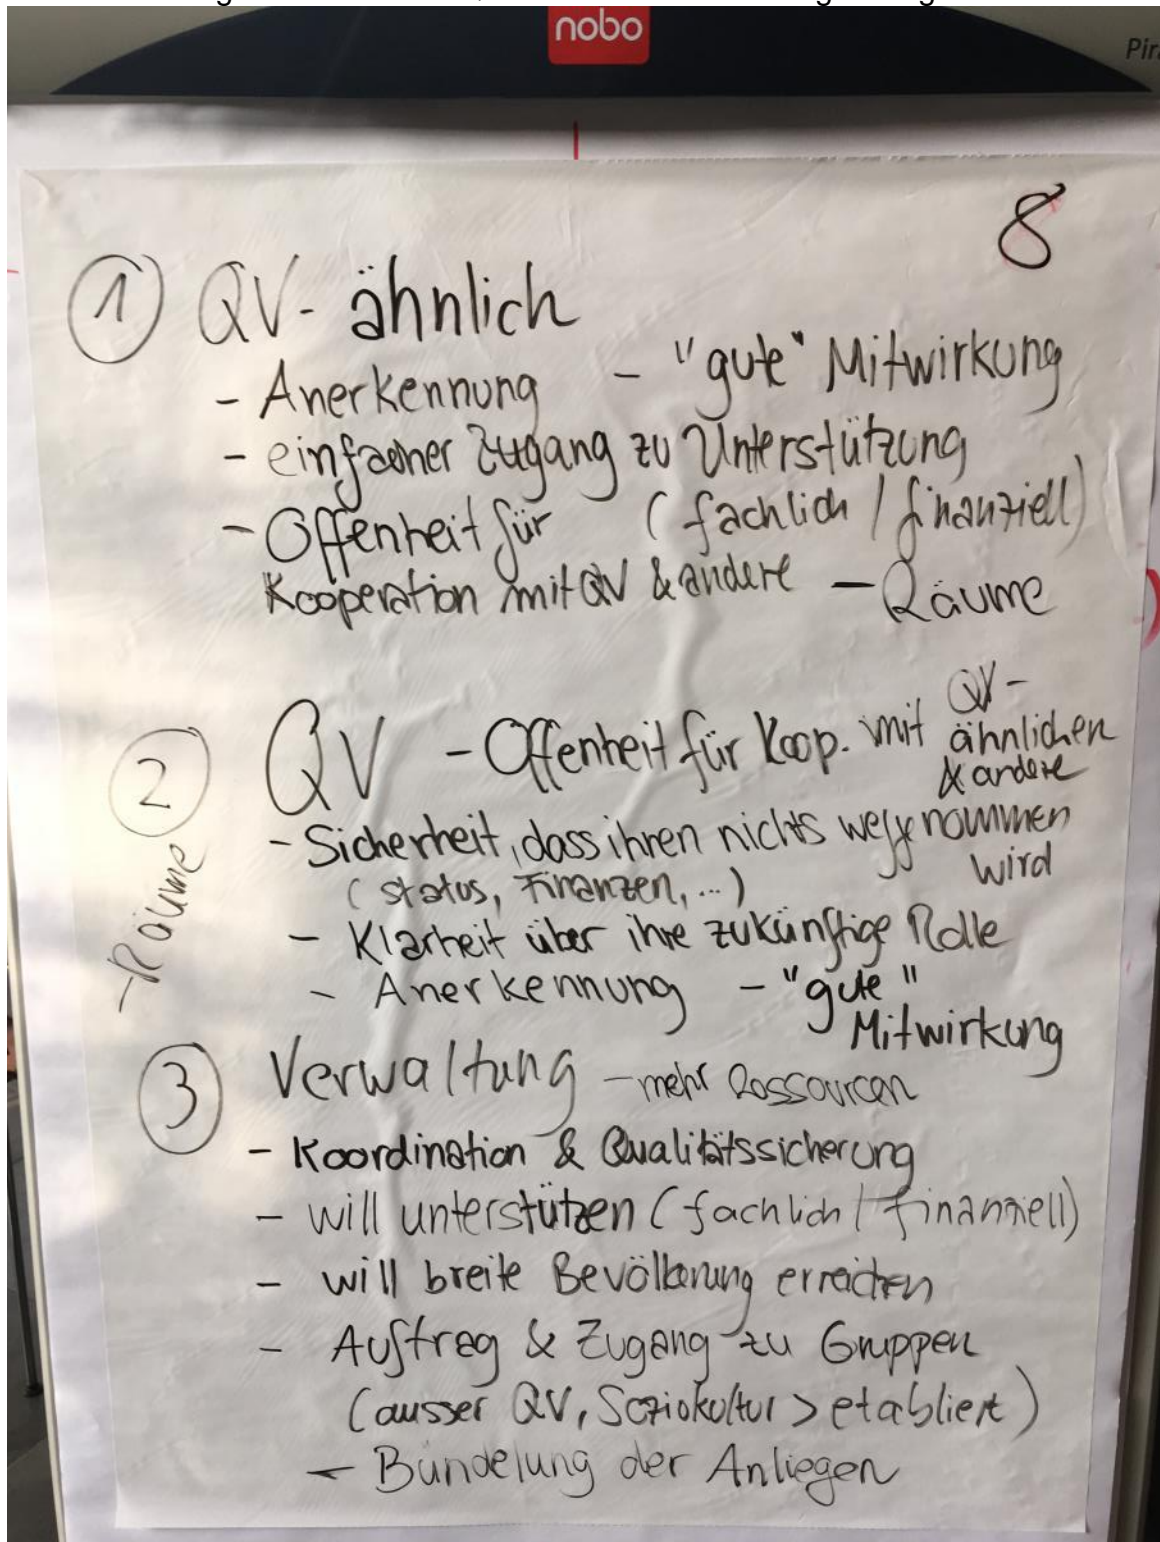 nobo
Pir
8
1 QV- ähnlich
- Anerkennung - "gute" Mitwirkung
- einfacher Zugang zu Unterstützung
(fachlich / finanziell)
- Offenheit für
Kooperation mit QV & andere - Räume
2 QV - Offenheit für Koop. mit QV-
ähnlichen
& andere
- Sicherheit, dass ihren nichts weggenommen
wird
(Status, Finanzen, ...)
- Klarheit über ihre zukünftige Rolle
- Anerkennung - "gute"
Mitwirkung
- Räume
3 Verwaltung - mehr Ressourcen
- Koordination & Qualitätssicherung
- will unterstützen (fachlich / finanziell)
- will breite Bevölkerung erreichen
- Auftrag & Zugang zu Gruppen
(ausser QV, Soziokultur > etabliert)
- Bündelung der Anliegen